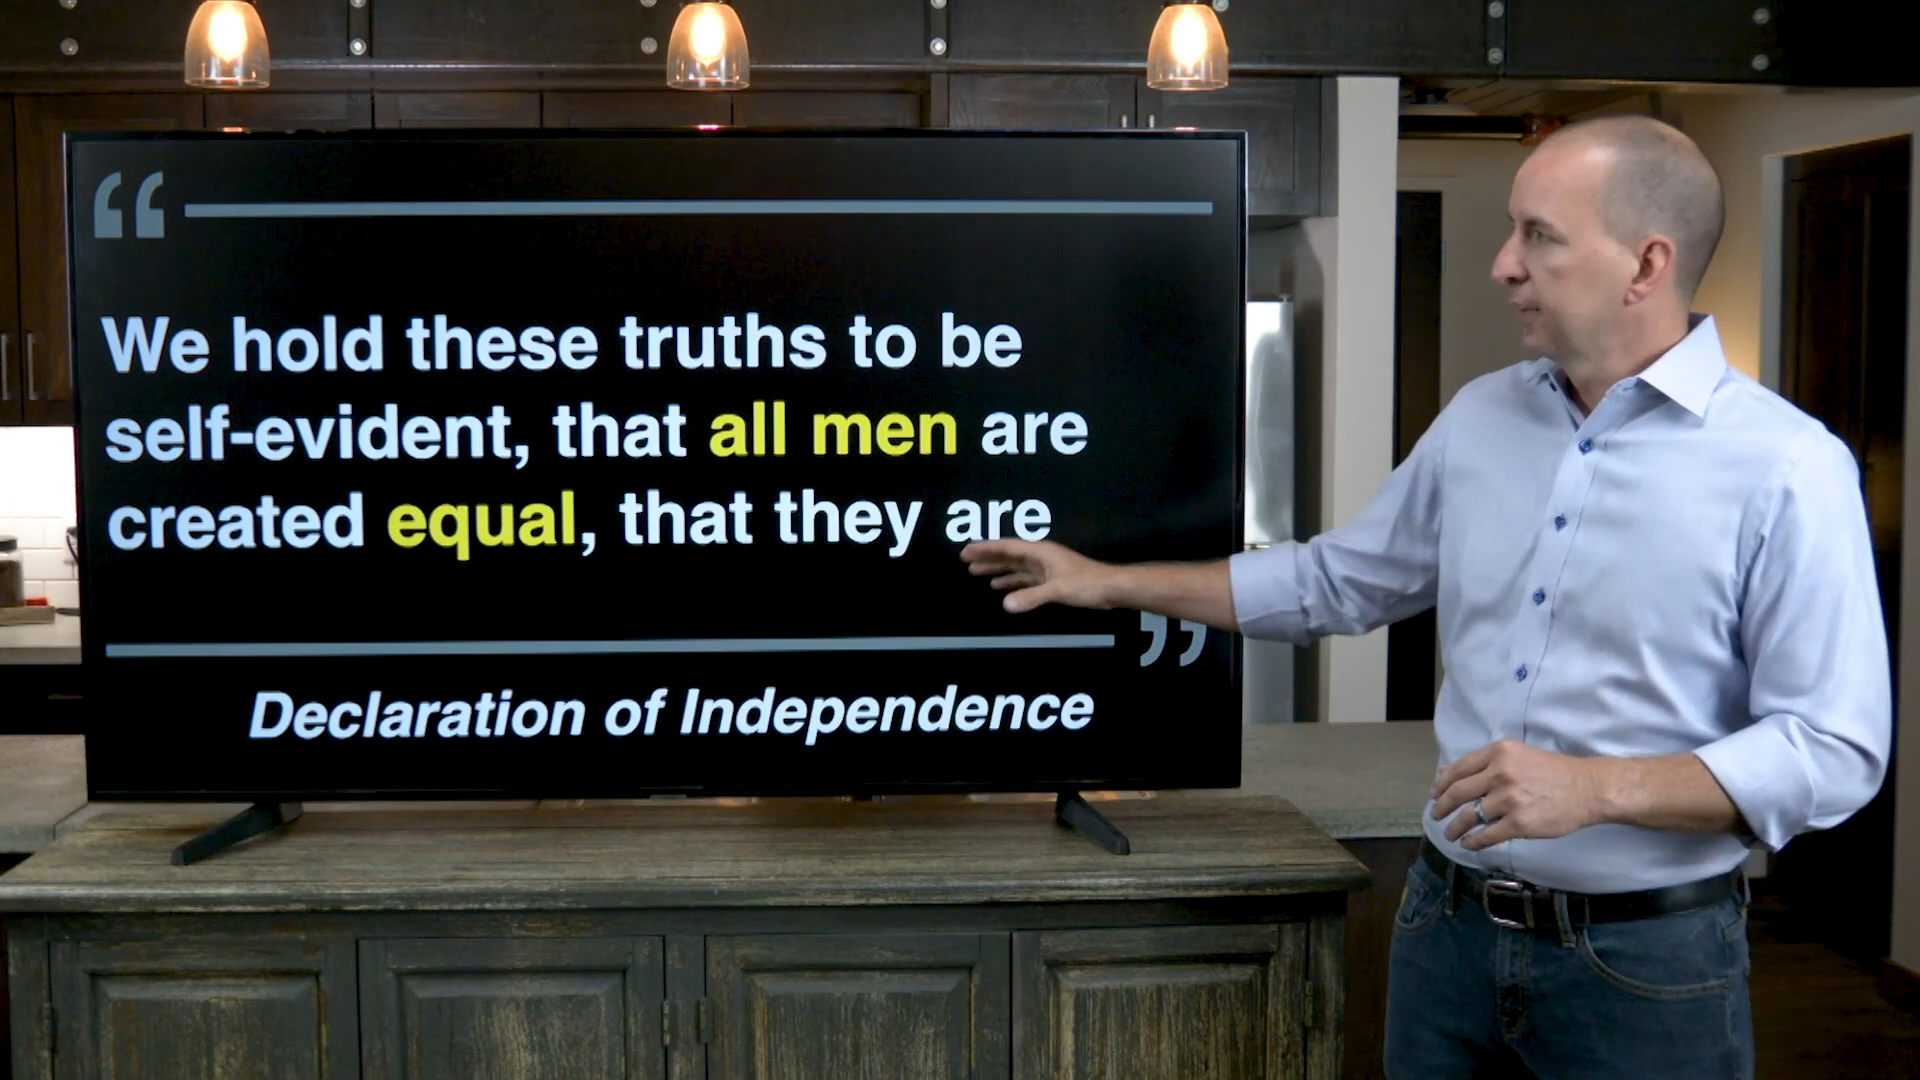 “
We hold these truths to be
self-evident, that all men are
created equal, that they are
”
Declaration of Independence